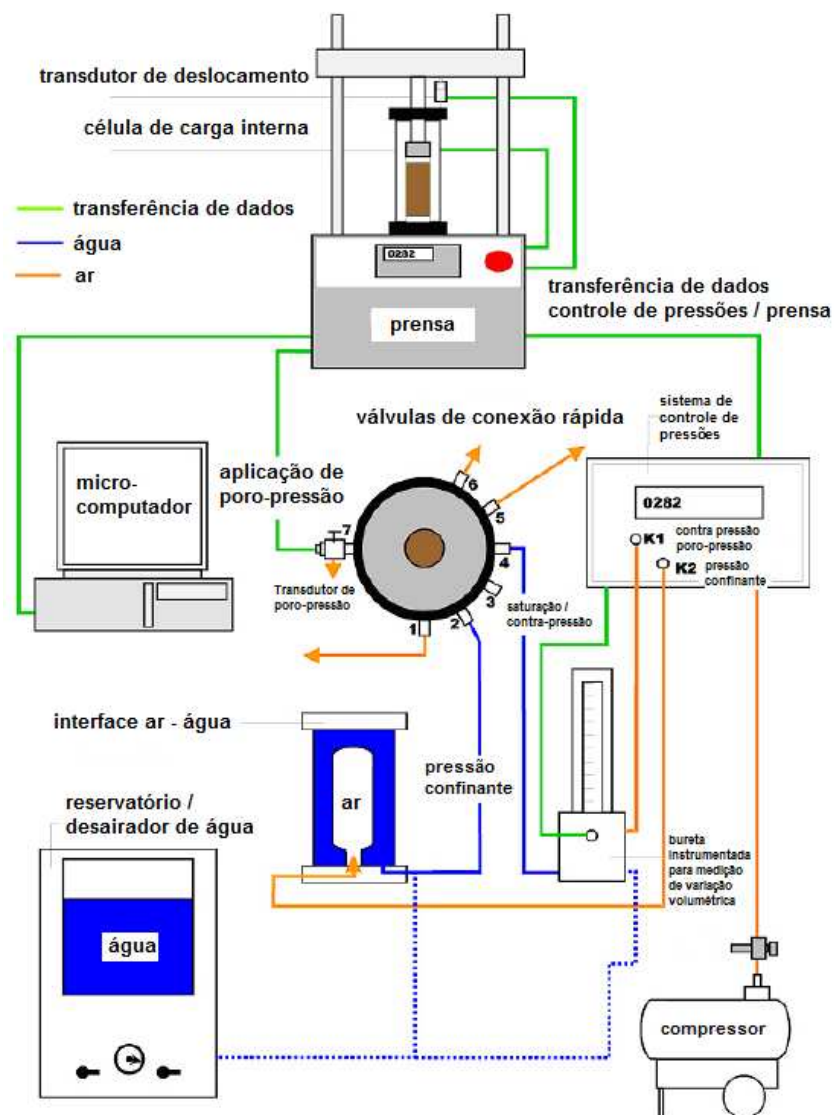 transdutor de deslocamento
célula de carga interna
transferência de dados
água
ar
0282
prensa
transferência de dados
controle de pressões / prensa
válvulas de conexão rápida
sistema de
controle de
pressões
micro-
computador
aplicação de
poro-pressão
0282
K1
contra pressão
poro-pressão
K2
pressão
confinante
7
6
5
4
3
2
1
Transdutor de
poro-pressão
saturação /
contra-pressão
interface ar - água
ar
pressão
confinante
reservatório /
desairador de água
água
bureta
instrumentada
para medição
de variação
volumétrica
compressor